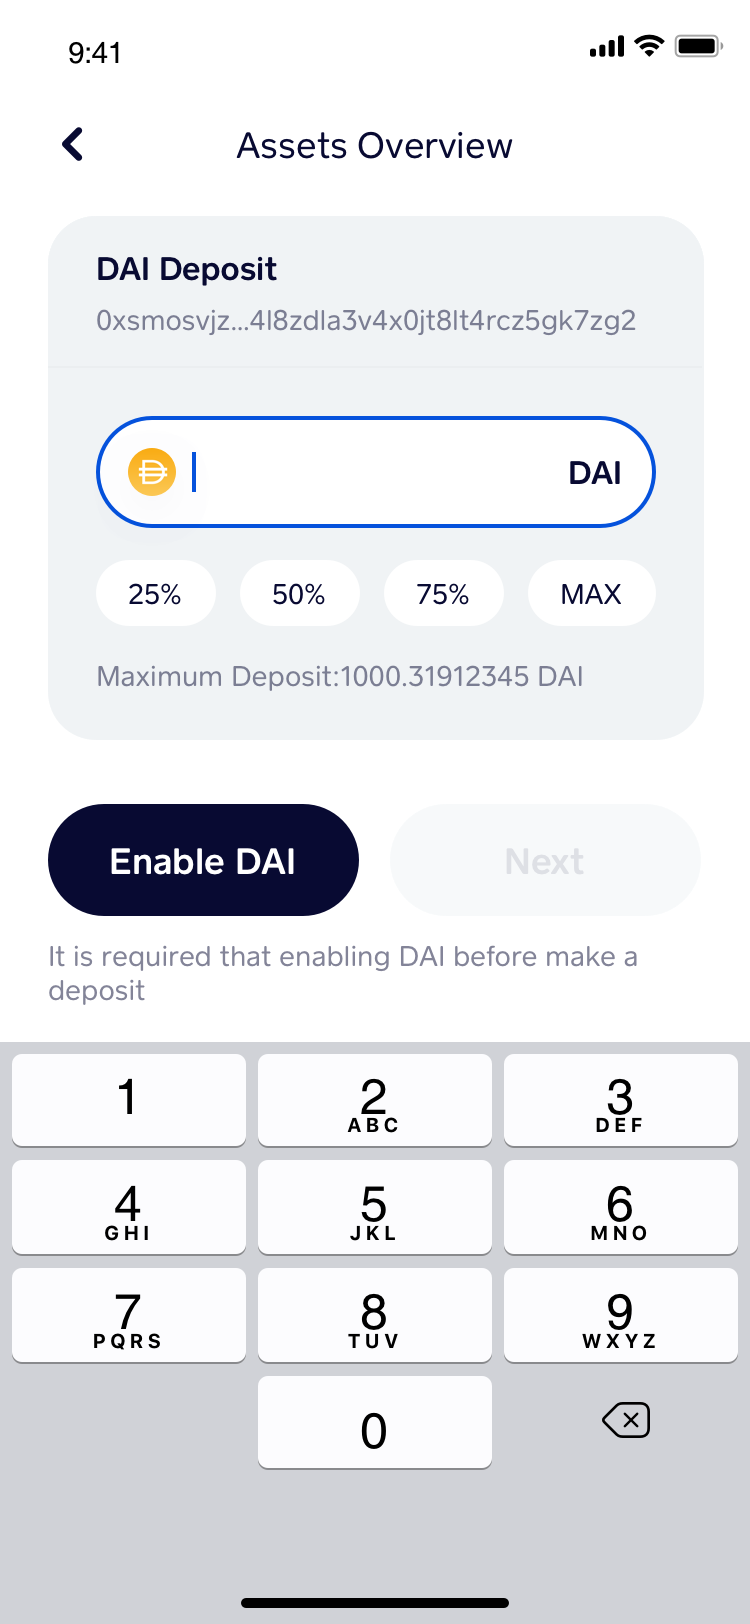 9:41
Assets Overview
DAI Deposit
0xsmosvjz...4l8zdla3v4x0jt8lt4rcz5gk7zg2
DAI
25% 50% 75% MAX
Maximum Deposit:1000.31912345 DAI
Enable DAI Next
It is required that enabling DAI before make a
deposit
1 2 3
ABC DEF
4 5 6
GHI JKL MNO
7 8 9
PQRS TUV WXYZ
0